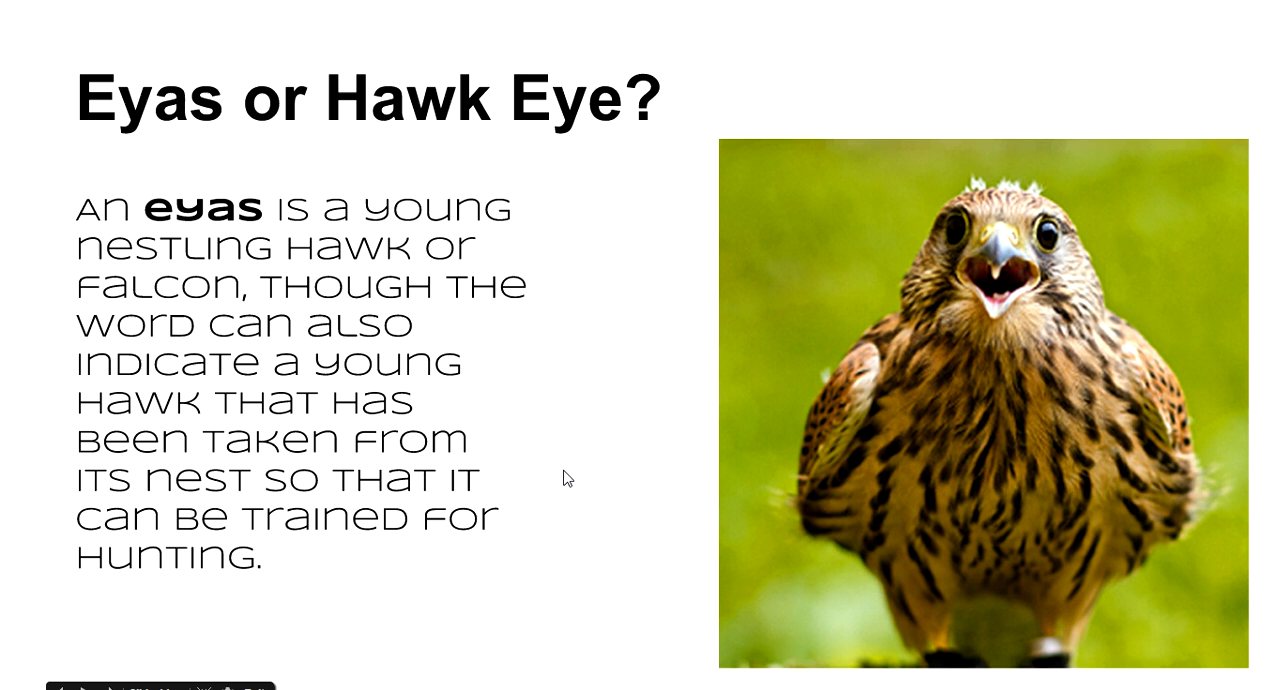 Eyas or Hawk Eye?
An eyas is a young
nestling hawk or
falcon, though the
word can also
indicate a young
hawk that has
been taken from
its nest so that it
can be trained for
hunting.